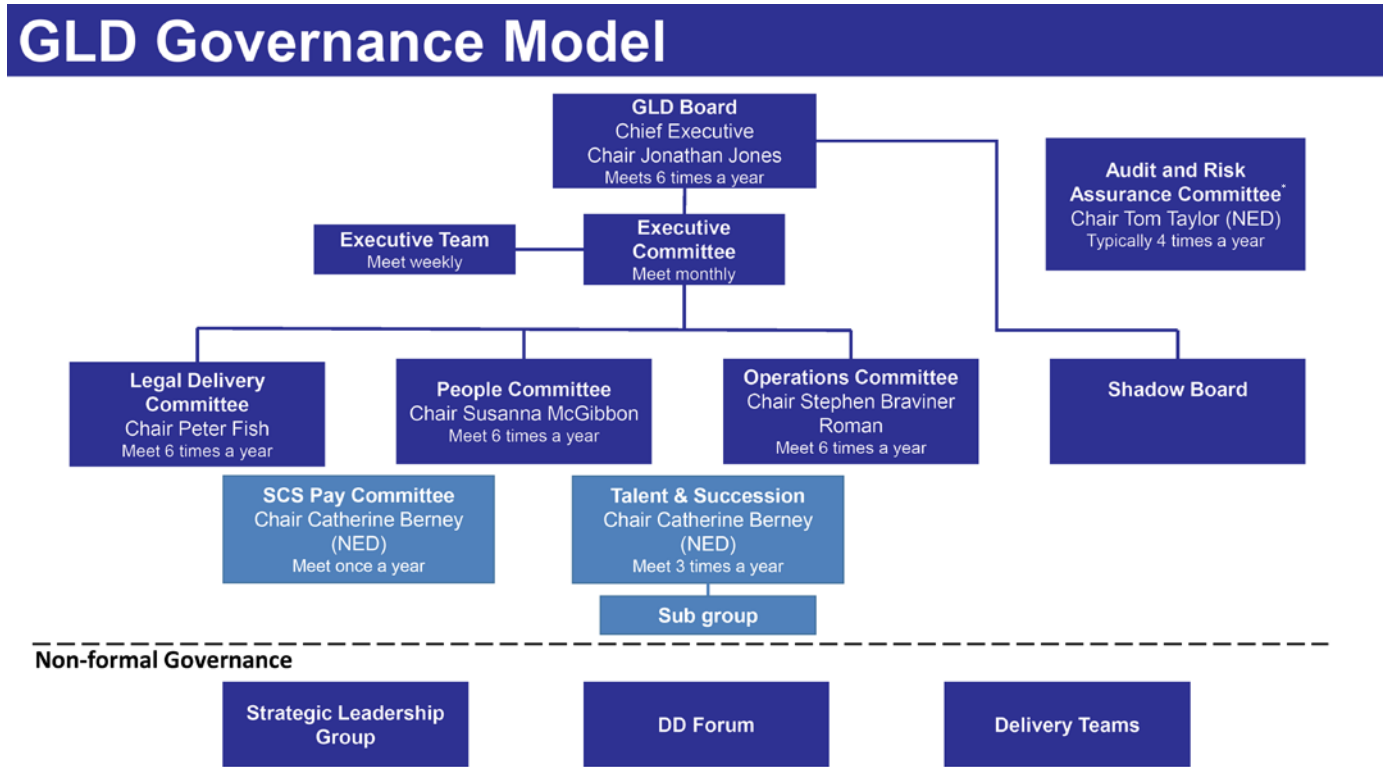 GLD Governance Model
GLD Board
Chief Executive
Chair Jonathan Jones
Meets 6 times a year
Audit and Risk
Assurance Committee*
Chair Tom Taylor (NED)
Typically 4 times a year
Executive Team
Meet weekly
Executive
Committee
Meet monthly
Legal Delivery
Committee
Chair Peter Fish
Meet 6 times a year
People Committee
Chair Susanna McGibbon
Meet 6 times a year
Operations Committee
Chair Stephen Braviner
Roman
Meet 6 times a year
Shadow Board
SCS Pay Committee
Chair Catherine Berney
(NED)
Meet once a year
Talent & Succession
Chair Catherine Berney
(NED)
Meet 3 times a year
Sub group
Non-formal Governance
Strategic Leadership
Group
DD Forum
Delivery Teams